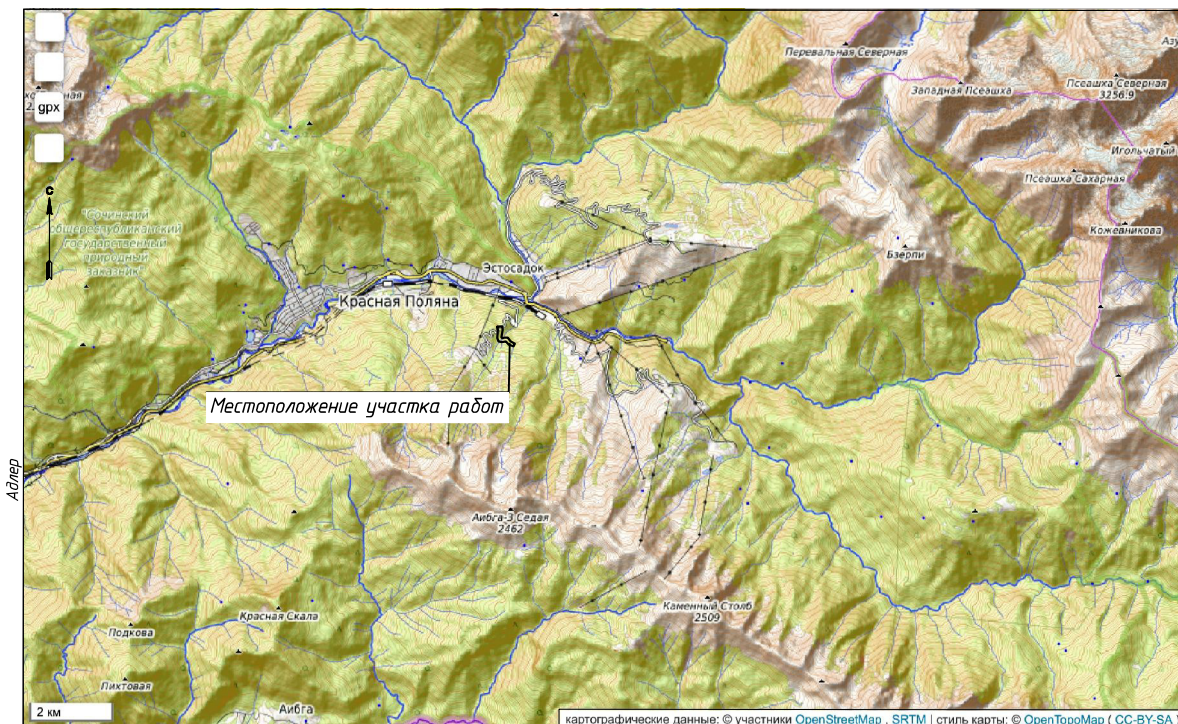 gpx
Перевальная Северная
Западная Псеашха
Псеашха Северная
3256.9
Игольчатый
Псеашха Сахарная
Кожевникова
Бзерпи
с
"Сочинский
общереспубликанский
государственный
природный
заказник"
Эстосадок
Красная Поляна
Местоположение участка работ
Адлер
Аибга-3 Седая
2462
Каменный Столб
2509
Красная Скала
Подкова
Пихтовая
Аибга
2 км
картографические данные: © участники OpenStreetMap , SRTM | стиль карты: © OpenTopoMap ( CC-BY-SA )